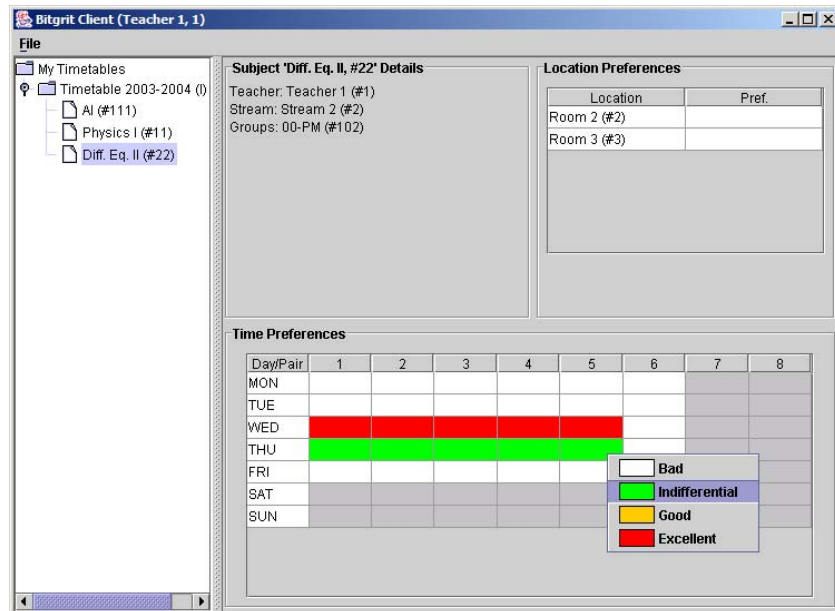 Bitgrit Client (Teacher 1, 1)
File
My Timetables
Timetable 2003-2004 (I)
AI (#111)
Physics I (#11)
Diff. Eq. II (#22)
Subject 'Diff. Eq. II, #22' Details
Teacher: Teacher 1 (#1)
Stream: Stream 2 (#2)
Groups: 00-PM (#102)
Location Preferences
Location Pref.
Room 2 (#2)
Room 3 (#3)
Time Preferences
Day/Pair 1 2 3 4 5 6 7 8
MON
TUE
WED
THU
FRI
SAT
SUN
Bad
Indifferential
Good
Excellent